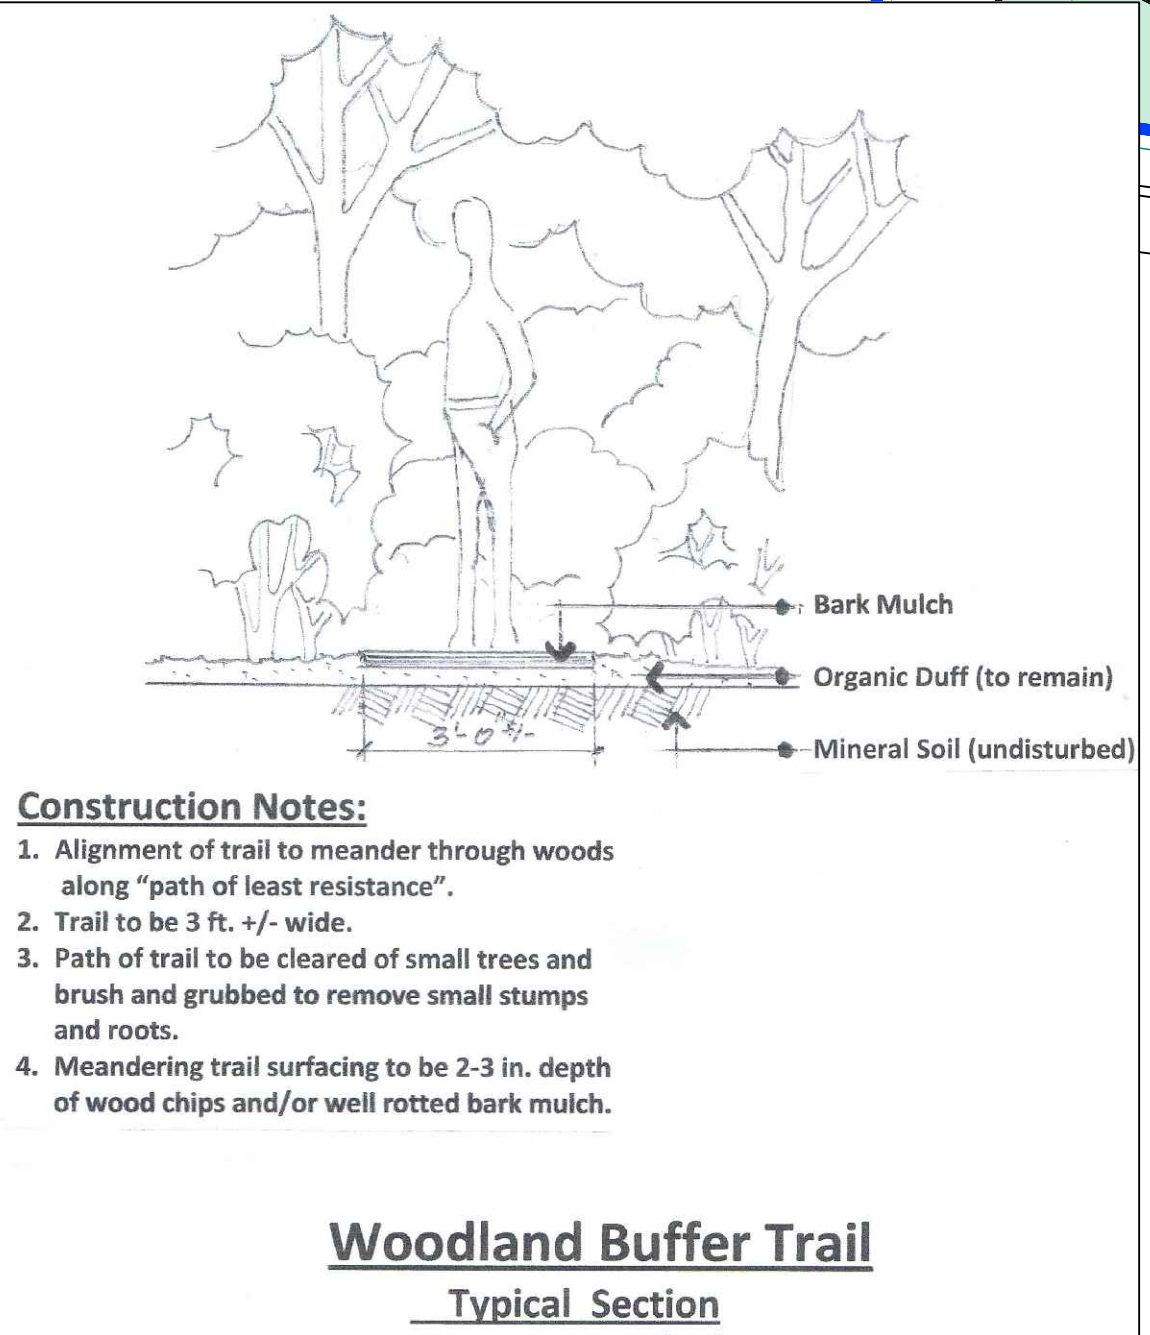 Bark Mulch
Organic Duff (to remain)
3'-0" +/-
Mineral Soil (undisturbed)
Construction Notes:
1. Alignment of trail to meander through woods
along “path of least resistance”.
2. Trail to be 3 ft. +/- wide.
3. Path of trail to be cleared of small trees and
brush and grubbed to remove small stumps
and roots.
4. Meandering trail surfacing to be 2-3 in. depth
of wood chips and/or well rotted bark mulch.
Woodland Buffer Trail
Typical Section